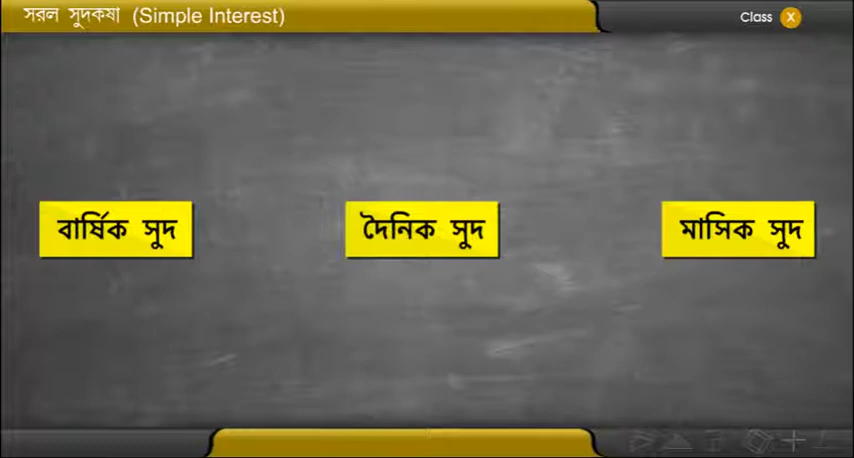 সরল সুদকষা (Simple Interest)
Class X
বার্ষিক সুদ
দৈনিক সুদ
মাসিক সুদ